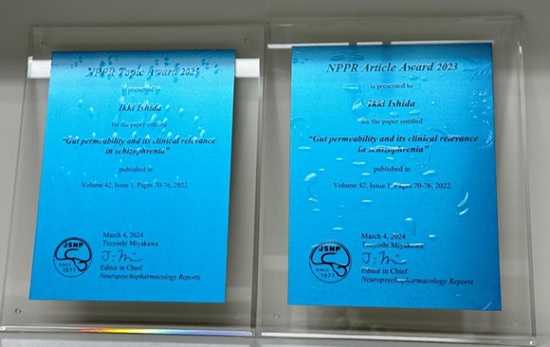 NPPR Topic Award 2023
is presented to
Ikki Ishida
for the paper entitled
"Gut permeability and its clinical relevance
in schizophrenia"
published in
Volume 42, Issue 1, Pages 70-76, 2022.
March 4, 2024
Tsuyoshi Miyakawa
Editor in Chief
Neuropsychopharmacology Reports
JSNP
SINCE
1971
NPPR Article Award 2023
is presented to
Ikki Ishida
for the paper entitled
"Gut permeability and its clinical relevance
in schizophrenia"
published in
Volume 42, Issue 1, Pages 70-76, 2022.
March 4, 2024
Tsuyoshi Miyakawa
Editor in Chief
Neuropsychopharmacology Reports
JSNP
SINCE
1971